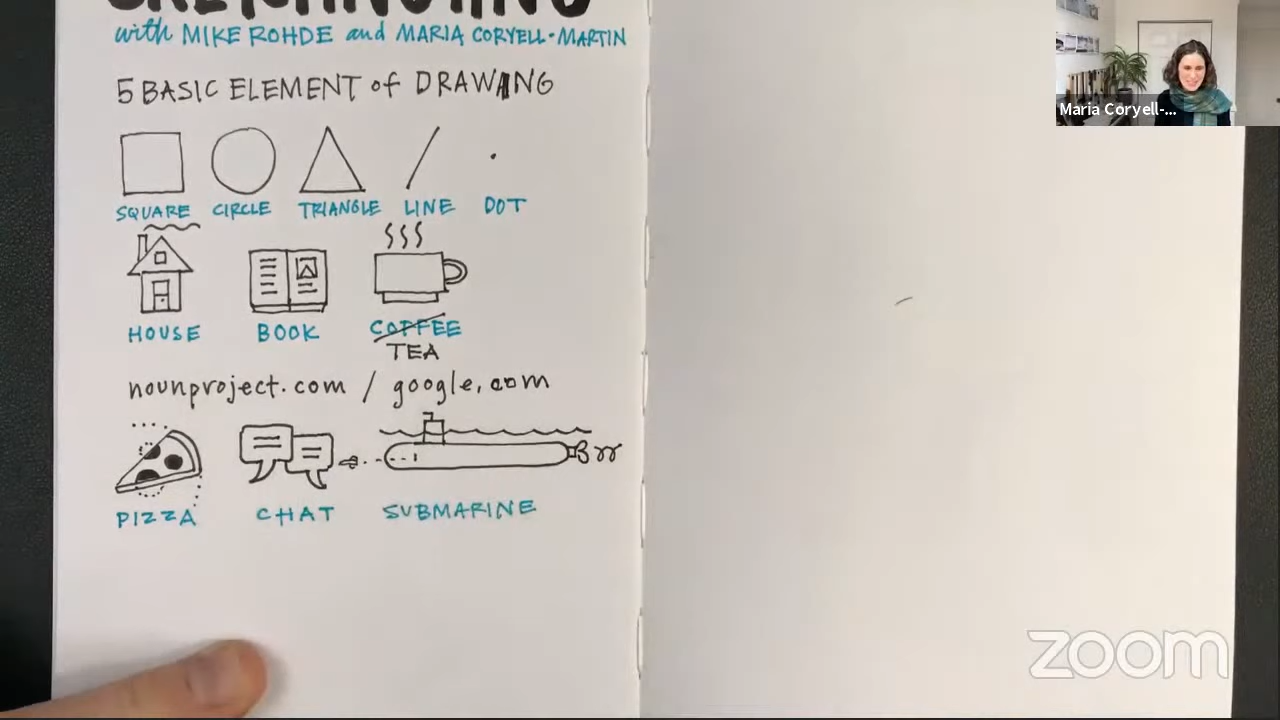 SKETCHNOTING
with MIKE ROHDE and MARIA CORYELL-MARTIN
5 BASIC ELEMENT of DRAWING
SQUARE CIRCLE TRIANGLE LINE DOT
HOUSE BOOK COFFEE
TEA
nounproject.com / google.com
PIZZA CHAT SUBMARINE
Maria Coryell-...
zoom